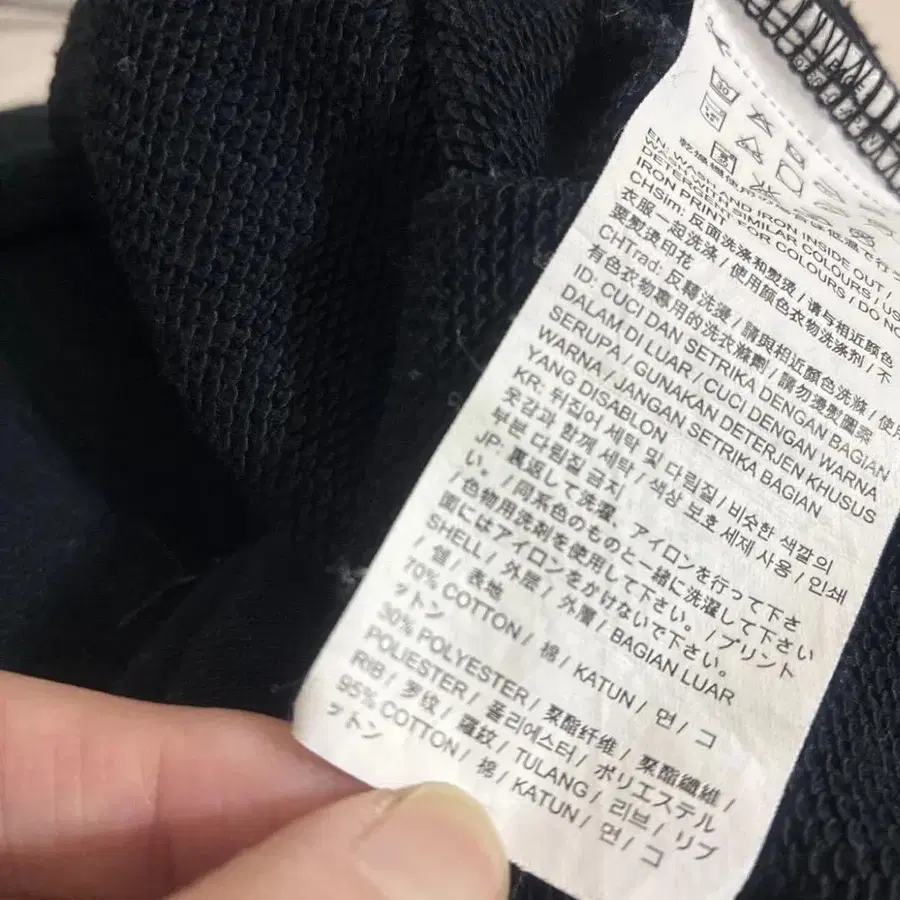 30
EN: WASH AND IRON INSIDE OUT /
WASH WITH SIMILAR COLOURS / US
DETERGENT FOR COLOURS / DO NO
IRON PRINT
CHSim: 反面洗涤和熨烫 / 请与相近颜色
衣服一起洗涤 / 使用颜色衣物洗涤剂 / 不
要熨烫印花
CHTrad: 反轉洗燙 / 請與相近顏色洗滌 / 使用
有色衣物專用的洗衣滌劑 / 請勿燙熨圖案
ID: CUCI DAN SETRIKA DENGAN BAGIAN
DALAM DI LUAR / CUCI DENGAN WARNA
SERUPA / GUNAKAN DETERJEN KHUSUS
WARNA / JANGAN SETRIKA BAGIAN
YANG DISABLON
KR: 뒤집어 세탁 및 다림질 / 비슷한 색깔의
옷감과 함께 세탁 / 색상 보호 세제 사용 / 인쇄
부분 다림질 금지
JP: 裏返して洗濯、アイロンを行って下さ
い。/ 同系色のものと一緒に洗濯して下さい。
/ 色物用洗剤を使用して下さい。/ プリント
面にはアイロンをかけないで下さい。
SHELL / 外层 / 外層 / BAGIAN LUAR
/ 쉘 / 表地
70% COTTON / 棉 / KATUN / 면 / コ
ットン
30% POLYESTER / 聚酯纤维 / 聚酯纖維 /
POLIESTER / 폴리에스터 / ポリエステル
RIB / 罗纹 / 羅紋 / TULANG / 리브 / リブ
95% COTTON / 棉 / KATUN / 면 / コ
ットン